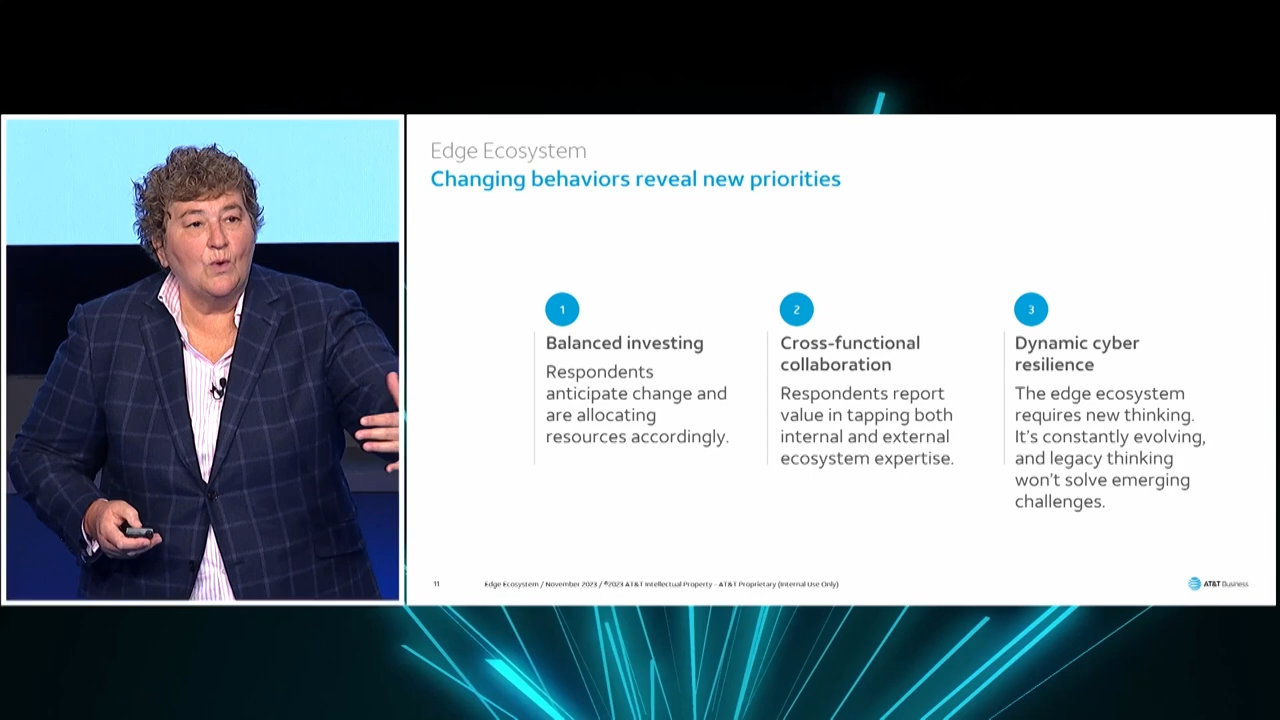 Edge Ecosystem
Changing behaviors reveal new priorities
1
Balanced investing
Respondents
anticipate change and
are allocating
resources accordingly.
2
Cross-functional
collaboration
Respondents report
value in tapping both
internal and external
ecosystem expertise.
3
Dynamic cyber
resilience
The edge ecosystem
requires new thinking.
It's constantly evolving,
and legacy thinking
won't solve emerging
challenges.
11
Edge Ecosystem / November 2023 / ©2023 AT&T Intellectual Property - AT&T Proprietary (Internal Use Only)
AT&T Business